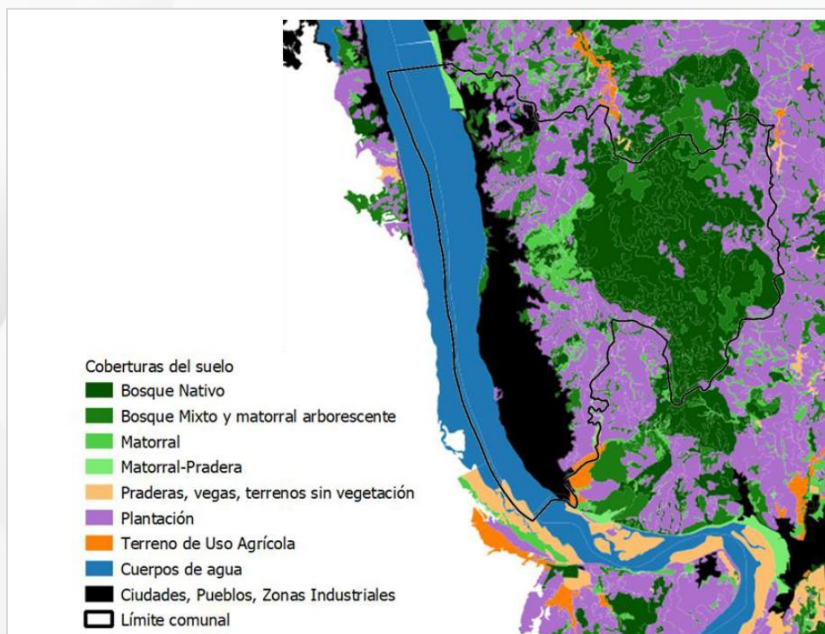 Coberturas del suelo
Bosque Nativo
Bosque Mixto y matorral arborescente
Matorral
Matorral-Pradera
Praderas, vegas, terrenos sin vegetación
Plantación
Terreno de Uso Agrícola
Cuerpos de agua
Ciudades, Pueblos, Zonas Industriales
Límite comunal